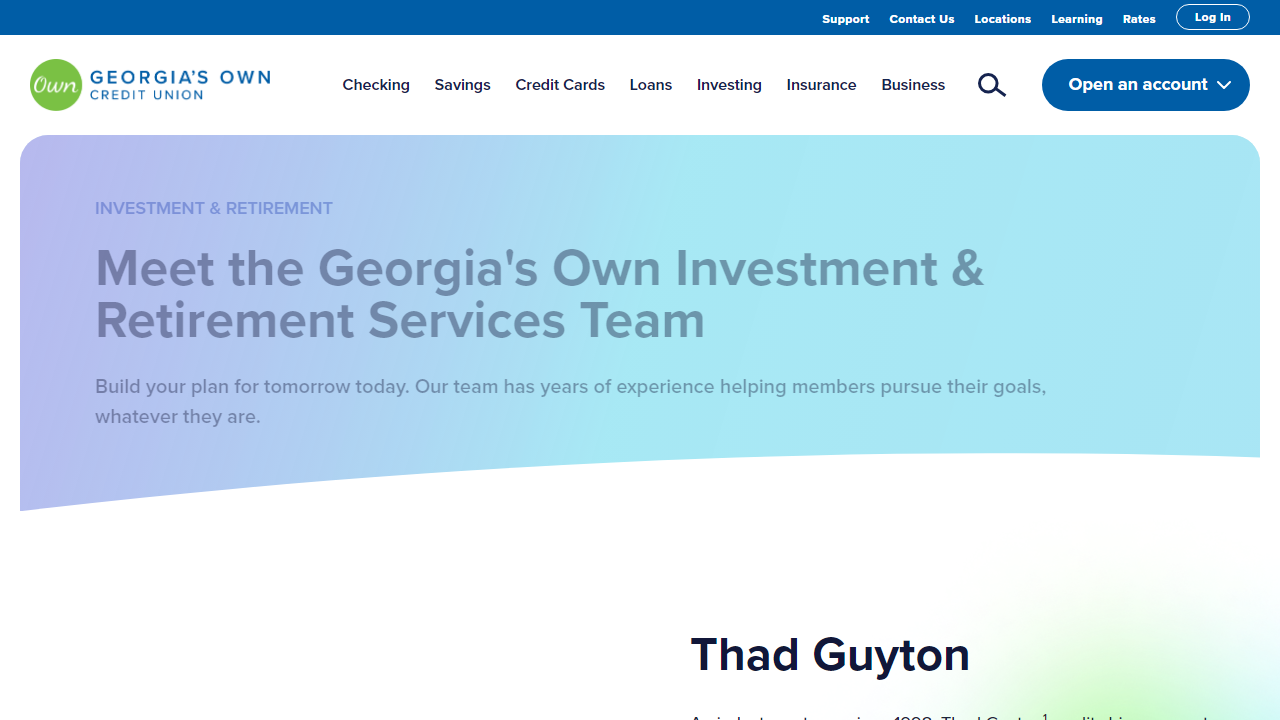 Support Contact Us Locations Learning Rates Log In
Own GEORGIA'S OWN
CREDIT UNION
Checking Savings Credit Cards Loans Investing Insurance Business Open an account
INVESTMENT & RETIREMENT
Meet the Georgia's Own Investment &
Retirement Services Team
Build your plan for tomorrow today. Our team has years of experience helping members pursue their goals,
whatever they are.
Thad Guyton